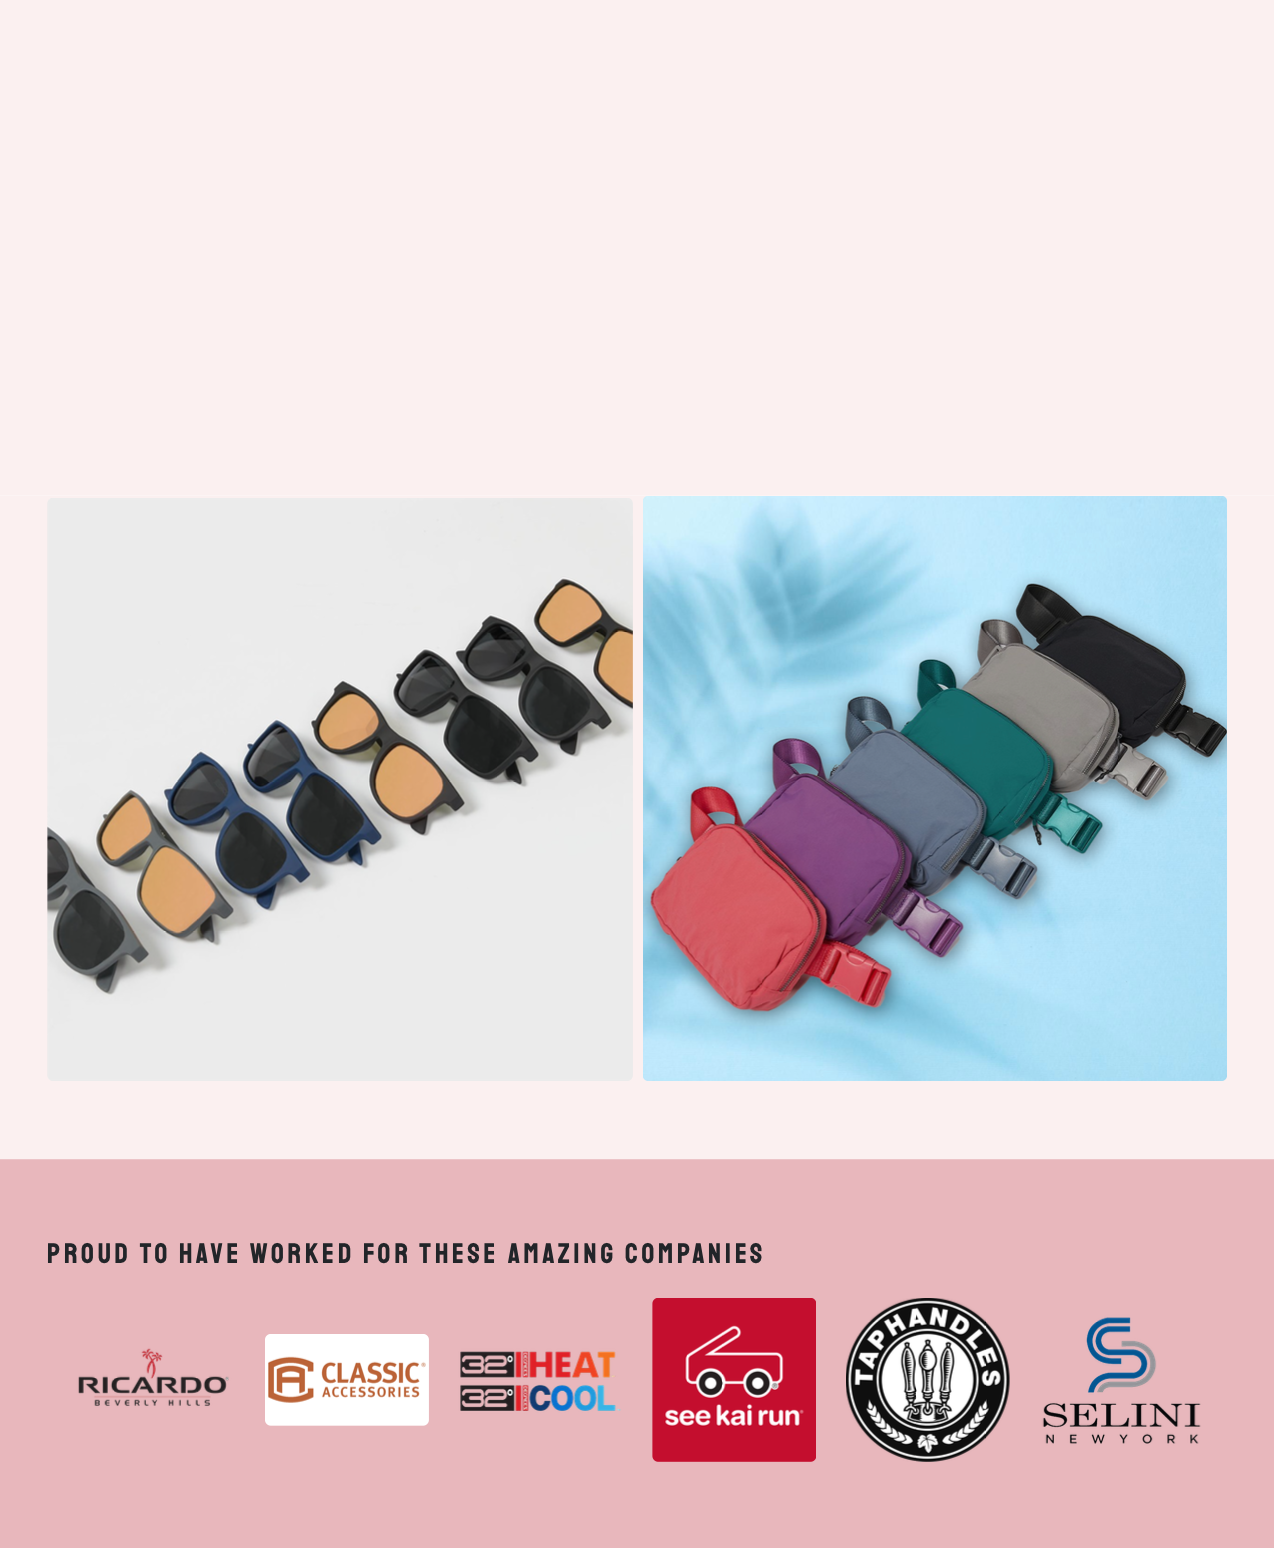 PROUD TO HAVE WORKED FOR THESE AMAZING COMPANIES
RICARDO
BEVERLY HILLS
CLASSIC®
ACCESSORIES
32° HEAT
32° COOL
see kai run®
TAPHANDLES
SELINI
NEW YORK